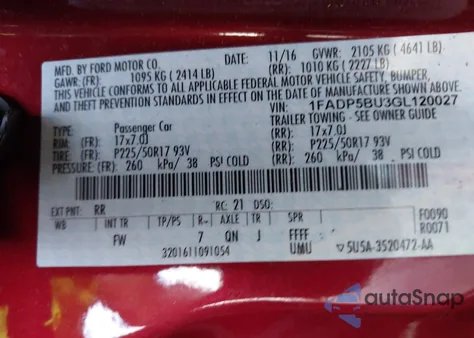 MFD. BY FORD MOTOR CO. DATE: 11/16 GVWR: 2105 KG ( 4641 LB)
GAWR: (FR): 1095 KG ( 2414 LB) (RR): 1010 KG ( 2227 LB)
THIS VEHICLE CONFORMS TO ALL APPLICABLE FEDERAL MOTOR VEHICLE SAFETY, BUMPER,
AND THEFT PREVENTION STANDARDS IN EFFECT ON THE DATE OF MANUFACTURE SHOWN ABOVE.
VIN: 1FADP5BU3GL120027
TYPE: Passenger Car TRAILER TOWING - SEE OWNER GUIDE
RIM: (FR): 17x7.0J (RR): 17x7.0J
TIRE (FR): P225/50R17 93V (RR): P225/50R17 93V
PRESSURE: (FR): 260 kPa/ 38 PSI COLD (RR): 260 kPa/ 38 PSI COLD
EXT PNT: RR RC: 21 DSO: F0090
WB INT TR TP/PS R AXLE TR SPR R0071
FW 7 QN J FFFF
3201611091054 UMU 5U5A-3520472-AA
autoSnap